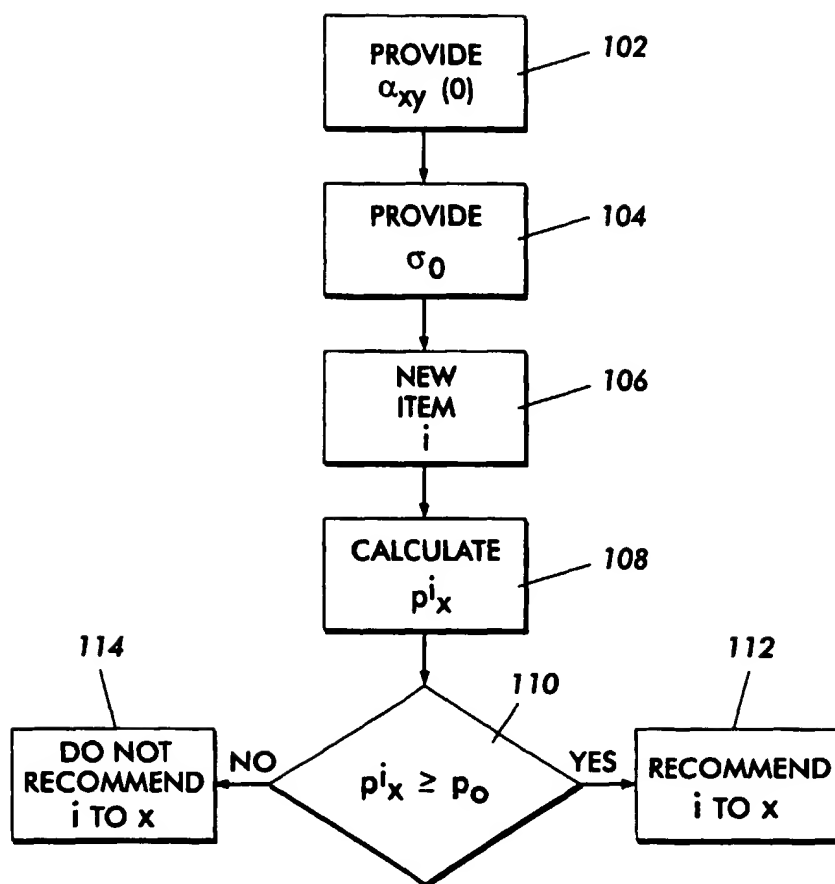 PROVIDE
αxy (0)
102
PROVIDE
σ0
104
NEW
ITEM
i
106
CALCULATE
pix
108
110
pix ≥ po
NO
YES
114
DO NOT
RECOMMEND
i TO x
112
RECOMMEND
i TO x